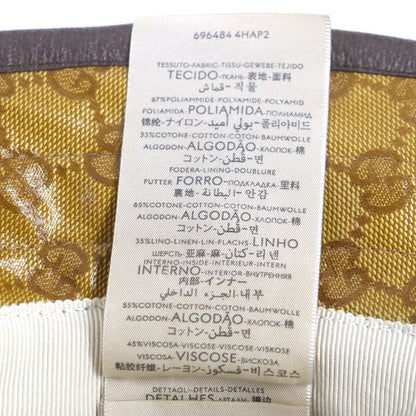 696484 4HAP2
TESSUTO-FABRIC-TISSU-GEWEBE-TEJIDO
TECIDO-ТКАНЬ-表地-面料
قماش-직물
67%POLIAMMIDE-POLYAMIDE-POLYAMID
POLIAMIDA POLIAMIDA-ПОЛИАМИД
锦纶-ナイロン-بولي أميد-폴리아미드
33%COTONE-COTTON-COTON-BAUMWOLLE
ALGODON-ALGODÃO-ХЛОПОК-棉
コットン-قطن-면
FODERA-LINING-DOUBLURE
FUTTER-FORRO-ПОДКЛАДКА-里料
裏地-البطانة-안감
65%COTONE-COTTON-COTON-BAUMWOLLE
ALGODON-ALGODÃO-ХЛОПОК-棉
コットン-قطن-면
35%LINO-LINEN-LIN-FLACHS-LINHO
شرشف-亚麻-麻-리넨
INTERNO-INSIDE-INTERIEUR-INTERN
INTERNO-INTERIOR-ВНУТРЕННЯЯ
内部-インナー
الجزء الداخلي-내부
55%COTONE-COTTON-COTON-BAUMWOLLE
ALGODON-ALGODÃO-ХЛОПОК-棉
コットン-قطن-면
45%VISCOSA-VISCOSE-VISCOSE-VISKOSE
VISCOSA-VISCOSE-ВИСКОЗА
粘胶纤维-レーヨン-فسكوز-비스코스
DETTAGLI-DETAILS-DETALLES